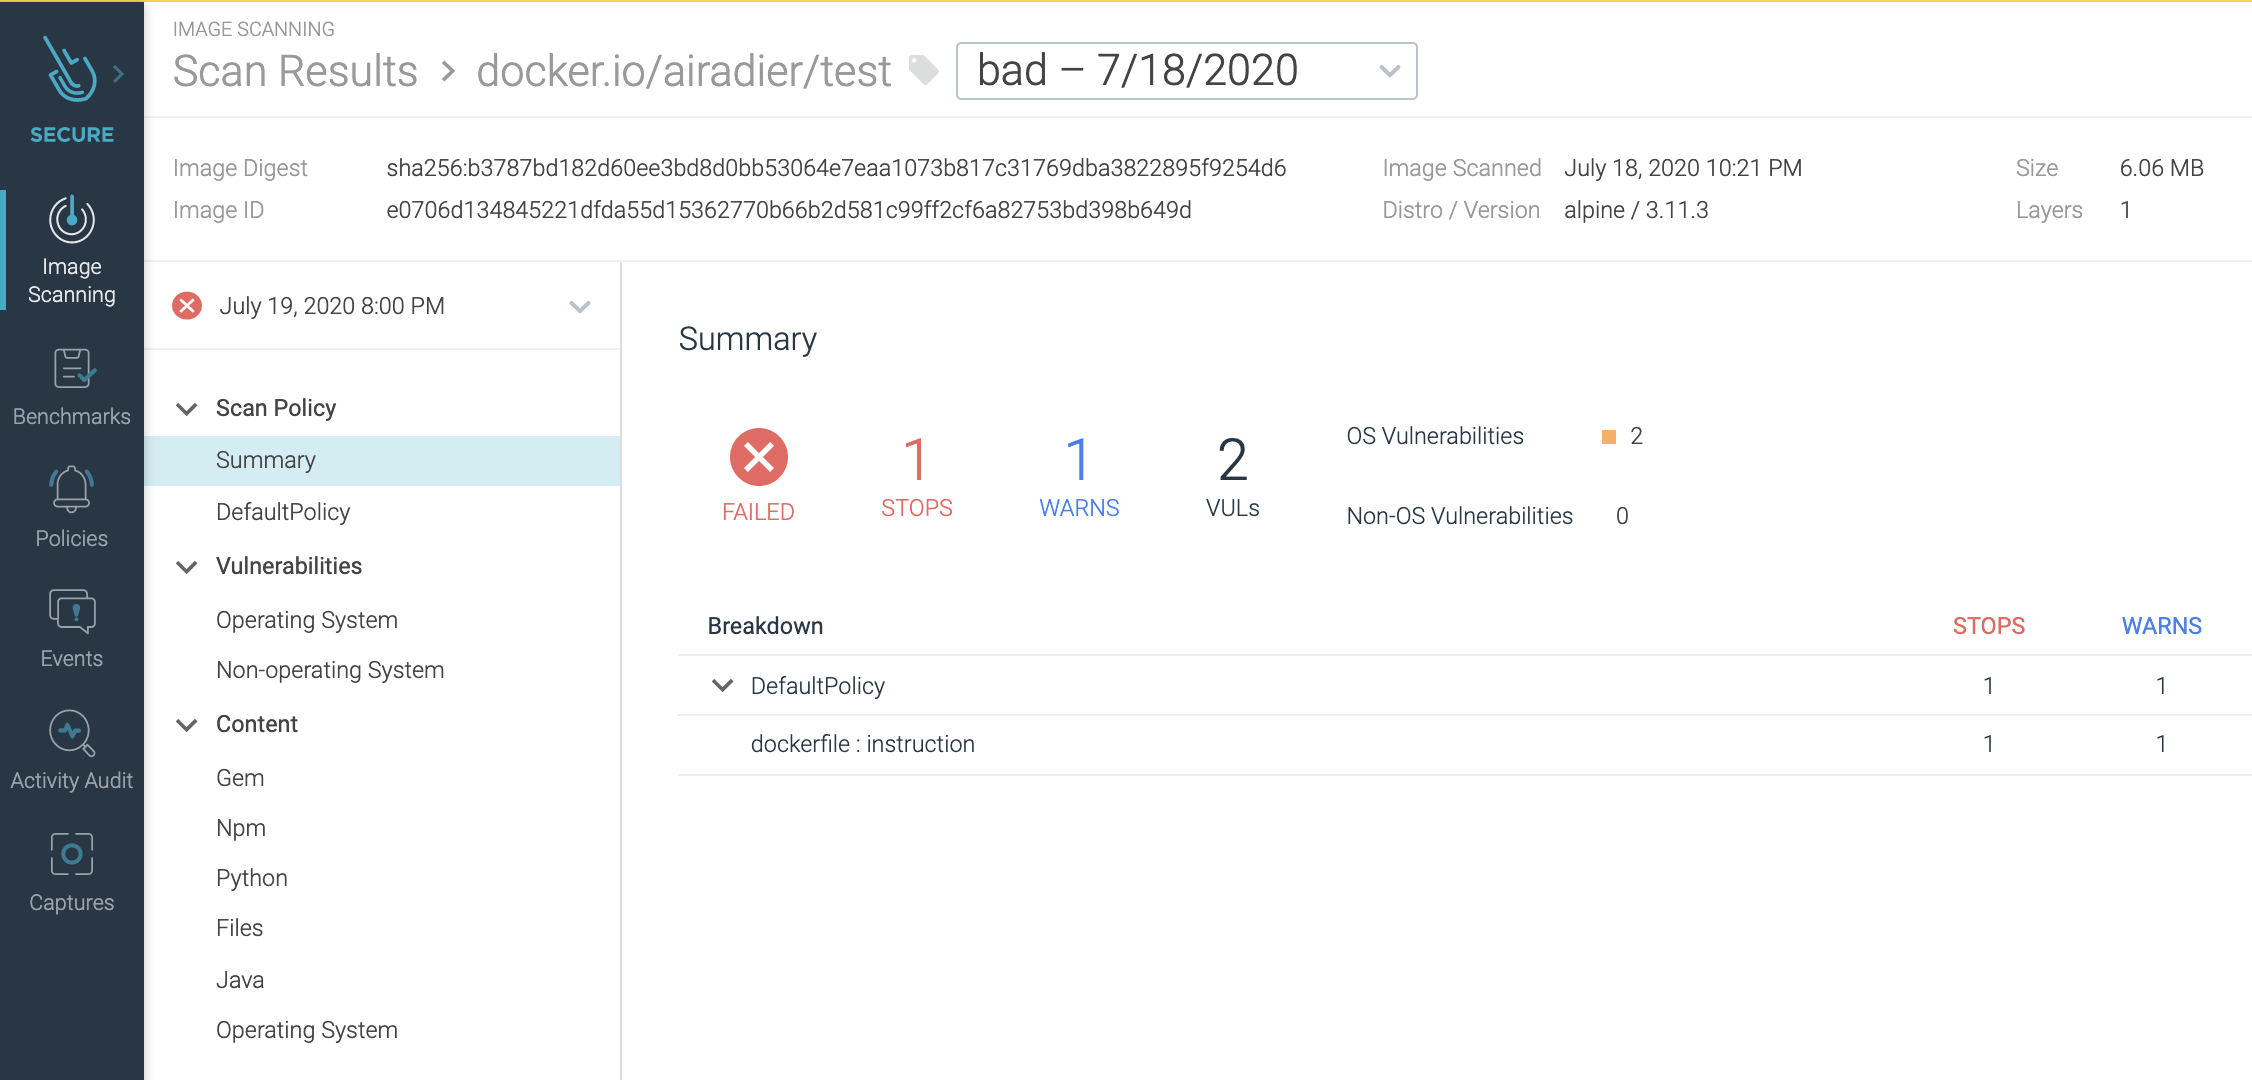 IMAGE SCANNING
Scan Results > docker.io/airadier/test bad – 7/18/2020
SECURE
Image Scanning
Benchmarks
Policies
Events
Activity Audit
Captures
Image Digest sha256:b3787bd182d60ee3bd8d0bb53064e7eaa1073b817c31769dba3822895f9254d6 Image Scanned July 18, 2020 10:21 PM Size 6.06 MB
Image ID e0706d134845221dfda55d15362770b66b2d581c99ff2cf6a82753bd398b649d Distro / Version alpine / 3.11.3 Layers 1
July 19, 2020 8:00 PM
Scan Policy
Summary
DefaultPolicy
Vulnerabilities
Operating System
Non-operating System
Content
Gem
Npm
Python
Files
Java
Operating System
Summary
FAILED
1 STOPS
1 WARNS
2 VULs
OS Vulnerabilities 2
Non-OS Vulnerabilities 0
Breakdown STOPS WARNS
DefaultPolicy 1 1
dockerfile : instruction 1 1